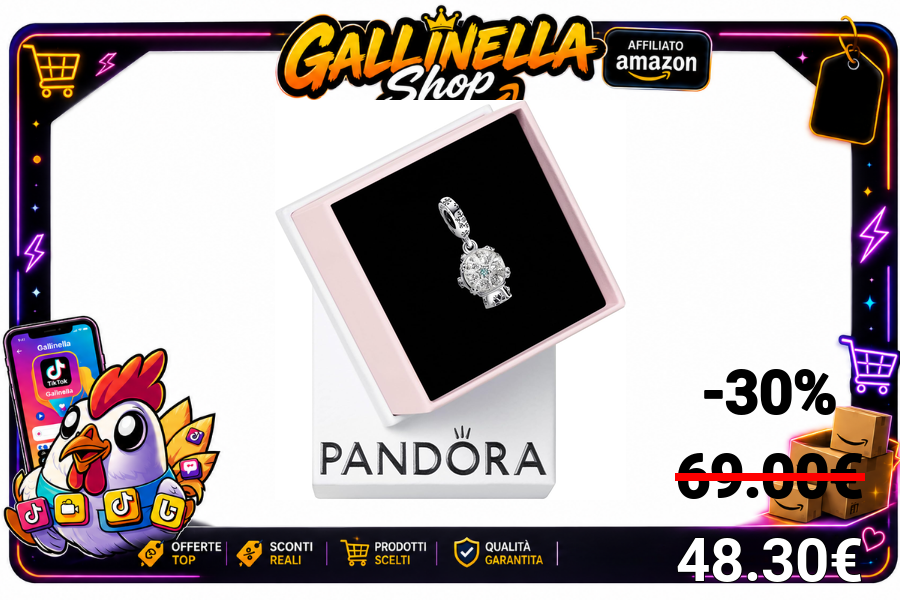 GALLINELLA
Shop
AFFILIATO
amazon
Gallinella
TikTok
Gallinella
PANDORA
-30%
69.00€
48.30€
OFFERTE
TOP
SCONTI
REALI
PRODOTTI
SCELTI
QUALITÀ
GARANTITA